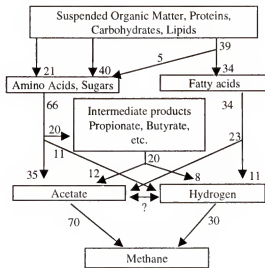 Suspended Organic Matter, Proteins,
Carbohydrates, Lipids
39
5
21
40
34
Amino Acids, Sugars
Fatty acids
66
34
Intermediate products
Propionate, Butyrate,
etc.
20
23
11
20
35
12
8
11
Acetate
Hydrogen
?
70
30
Methane